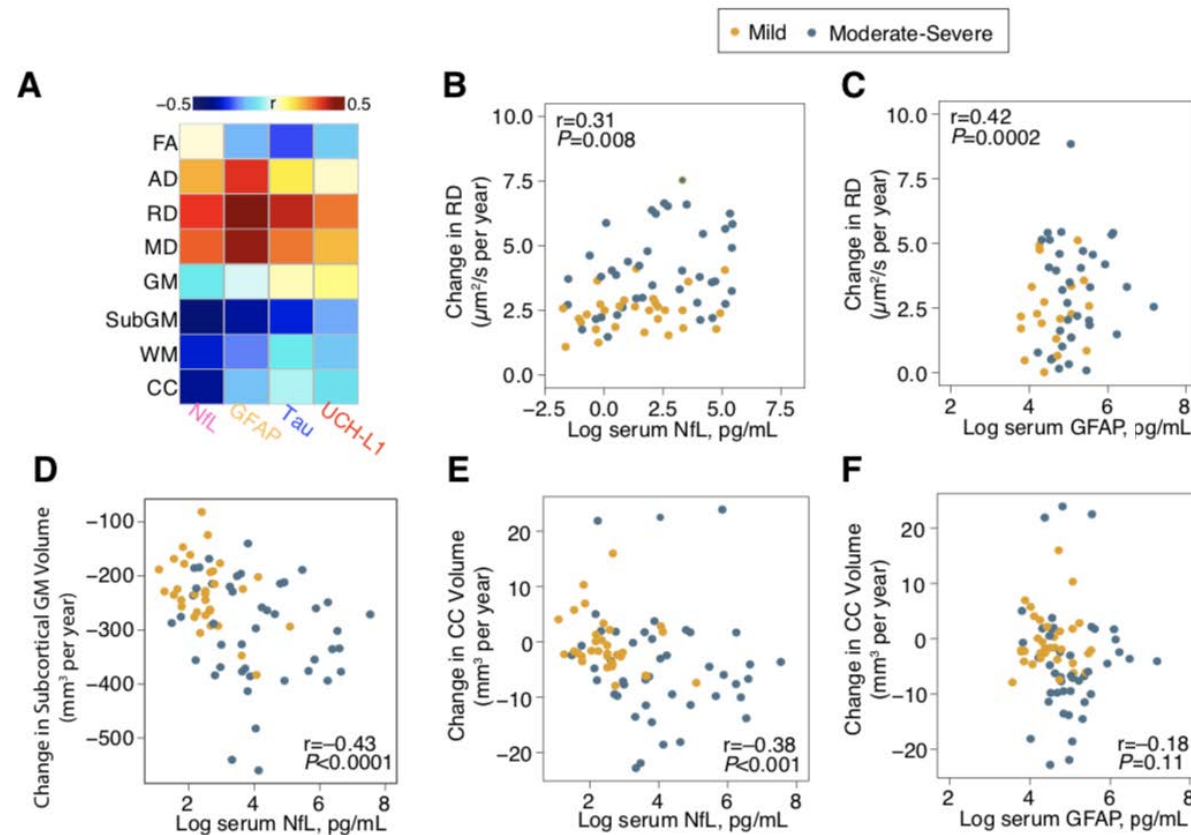 Mild Moderate-Severe
A
−0.5 r 0.5
FA
AD
RD
MD
GM
SubGM
WM
CC
NfL GFAP Tau UCH-L1
B
r=0.31
P=0.008
Change in RD
(μm²/s per year)
10.0
7.5
5.0
2.5
0.0
−2.5 0.0 2.5 5.0 7.5
Log serum NfL, pg/mL
C
r=0.42
P=0.0002
Change in RD
(μm²/s per year)
10.0
7.5
5.0
2.5
0.0
2 4 6 8
Log serum GFAP, pg/mL
D
Change in Subcortical GM Volume
(mm³ per year)
−100
−200
−300
−400
−500
r=−0.43
P<0.0001
2 4 6 8
Log serum NfL, pg/mL
E
Change in CC Volume
(mm³ per year)
20
10
0
−10
−20
r=−0.38
P<0.001
2 4 6 8
Log serum NfL, pg/mL
F
Change in CC Volume
(mm³ per year)
20
10
0
−10
−20
r=−0.18
P=0.11
2 4 6 8
Log serum GFAP, pg/mL